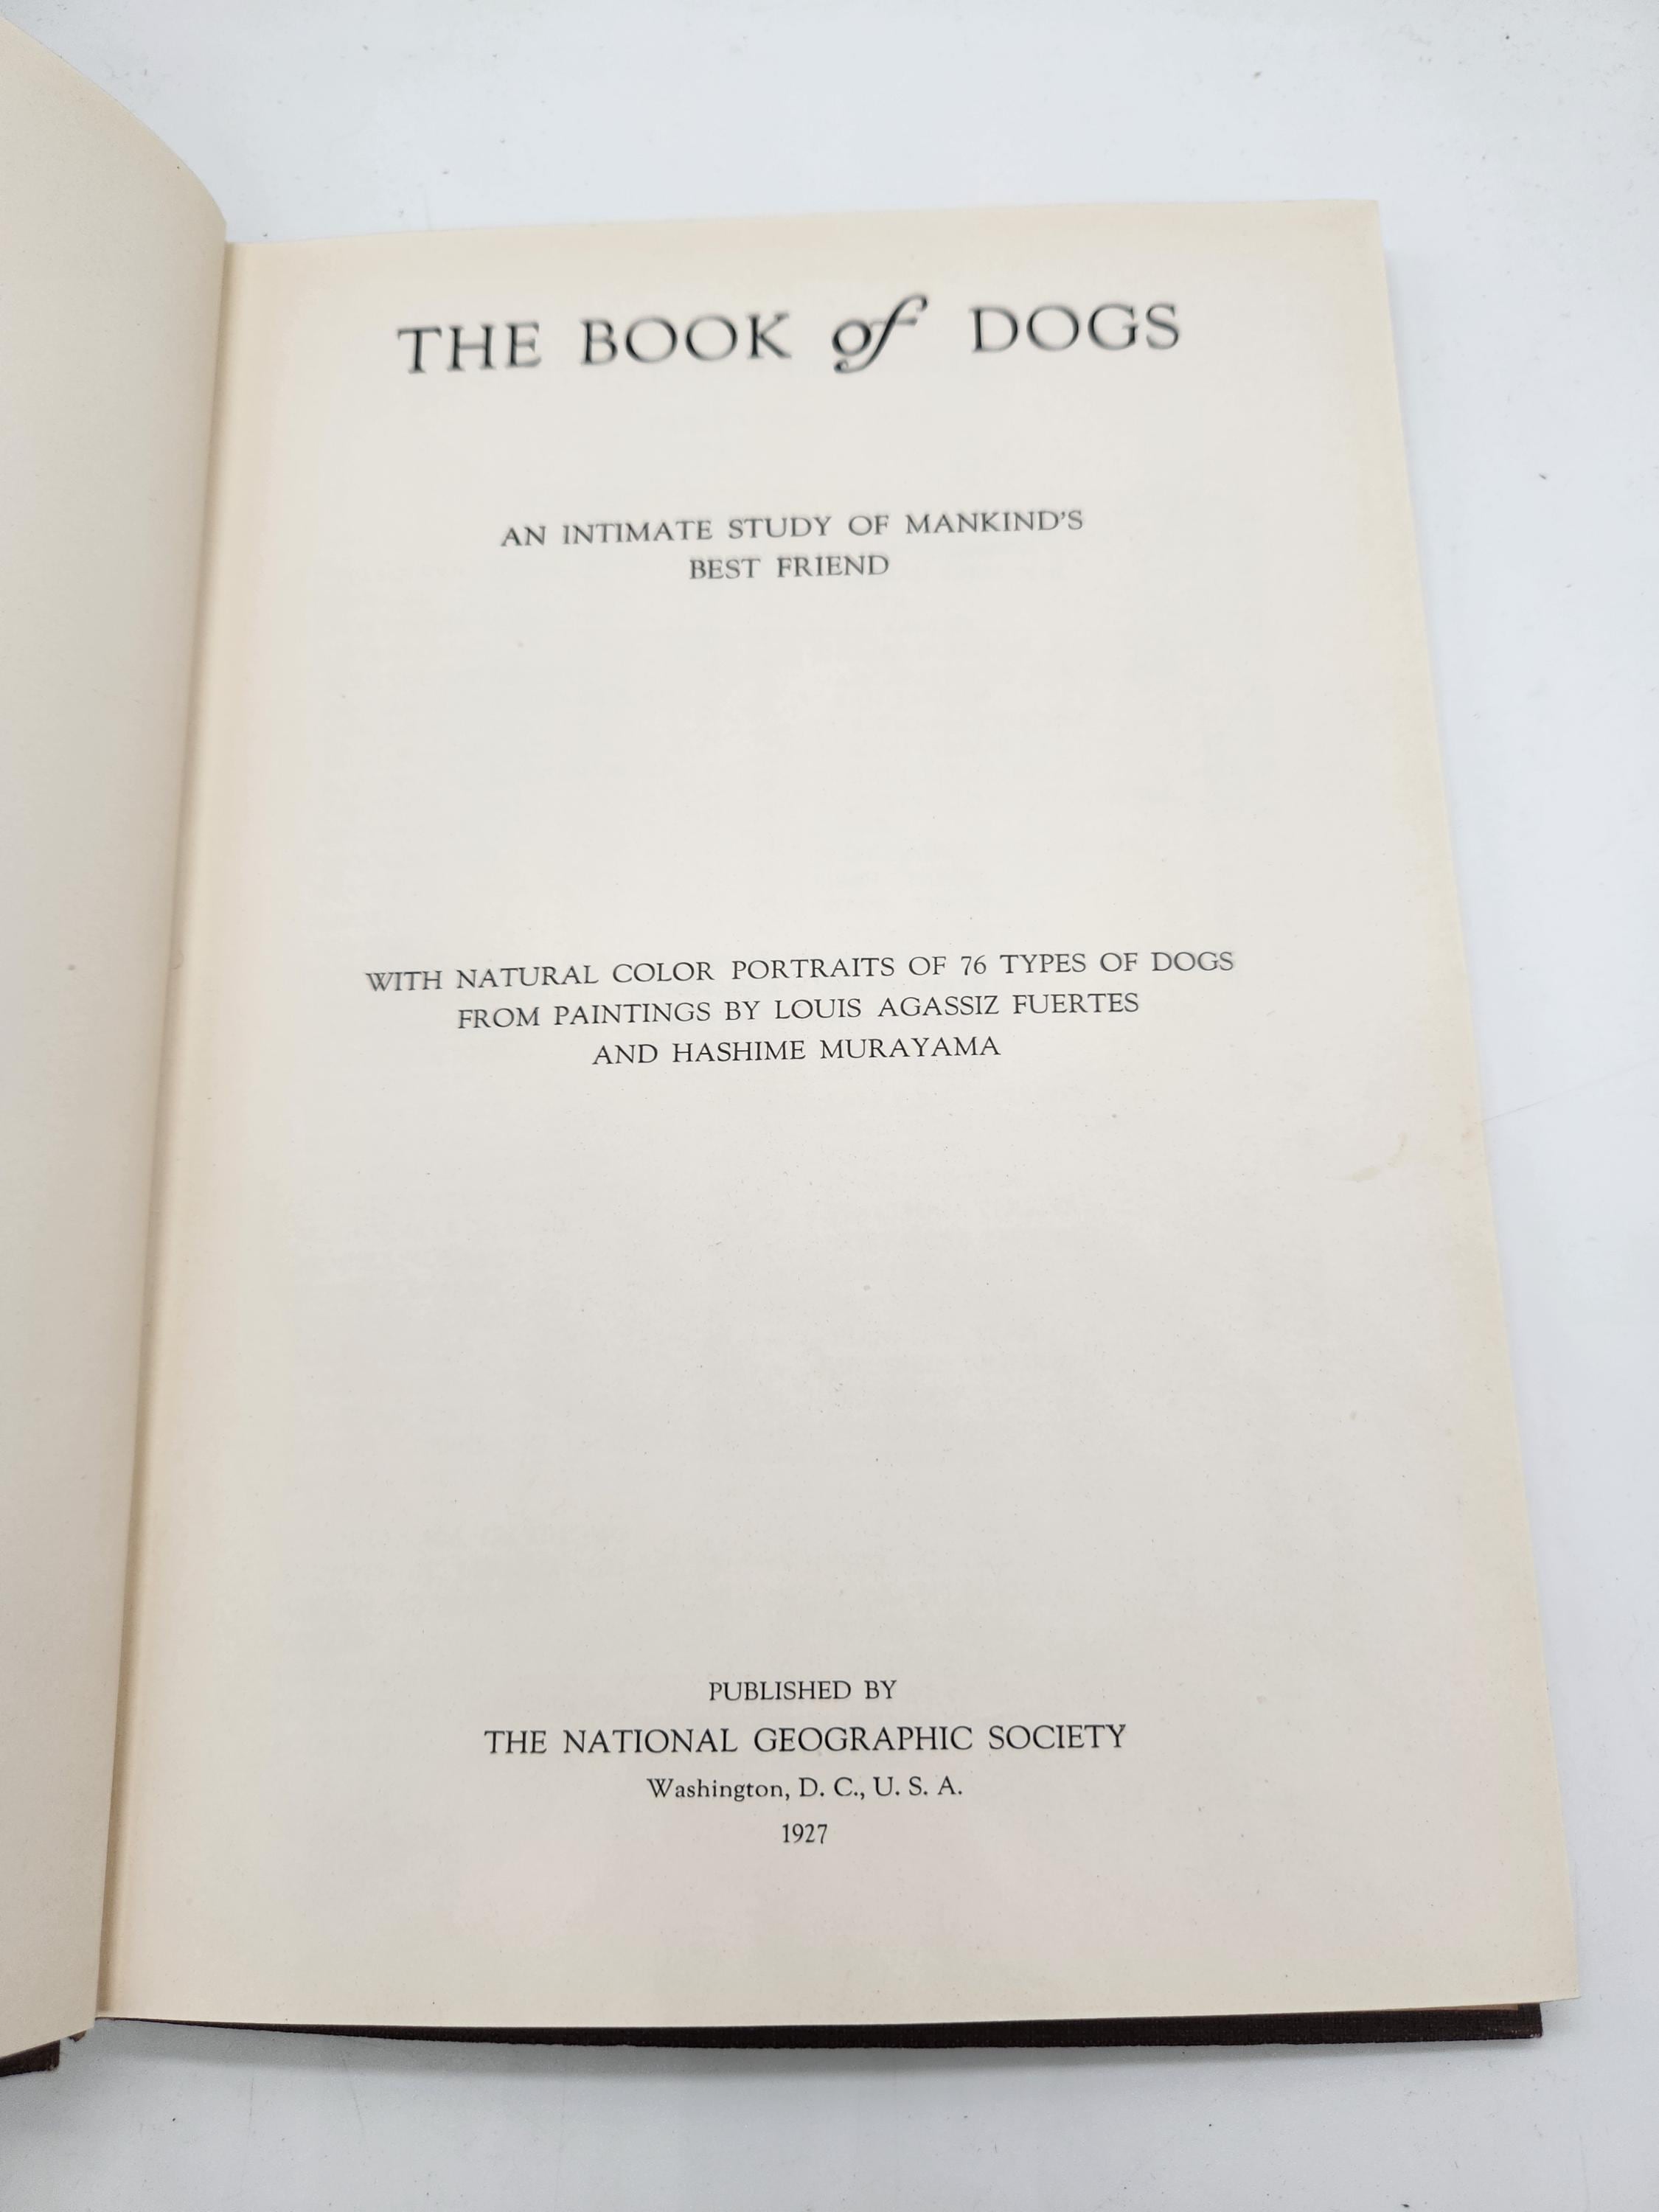 THE BOOK of DOGS
AN INTIMATE STUDY OF MANKIND'S
BEST FRIEND
WITH NATURAL COLOR PORTRAITS OF 76 TYPES OF DOGS
FROM PAINTINGS BY LOUIS AGASSIZ FUERTES
AND HASHIME MURAYAMA
PUBLISHED BY
THE NATIONAL GEOGRAPHIC SOCIETY
Washington, D. C., U. S. A.
1927